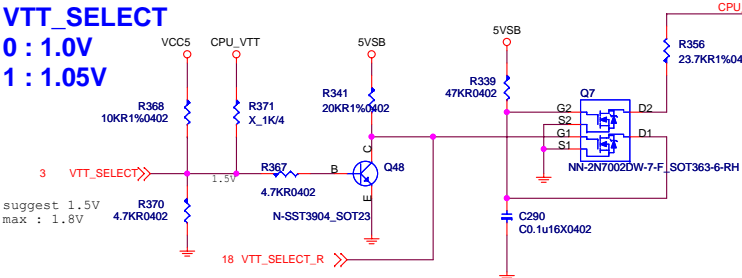 VTT_SELECT
0 : 1.0V
1 : 1.05V
VCC5
CPU_VTT
5VSB
5VSB
CPU_
R368
10KR1%0402
R371
X_1K/4
R341
20KR1%0402
R339
47KR0402
R356
23.7KR1%04
Q7
G2
S2
G1
S1
D2
D1
NN-2N7002DW-7-F_SOT363-6-RH
3 VTT_SELECT
1.5V
R367
4.7KR0402
B
C
E
Q48
N-SST3904_SOT23
suggest 1.5V
max : 1.8V
R370
4.7KR0402
C290
C0.1u16X0402
18 VTT_SELECT_R